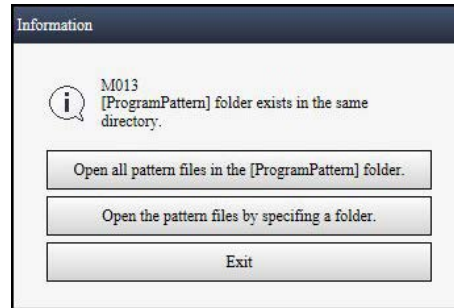 Information
M013
[ProgramPattern] folder exists in the same
directory.
Open all pattern files in the [ProgramPattern] folder.
Open the pattern files by specifing a folder.
Exit